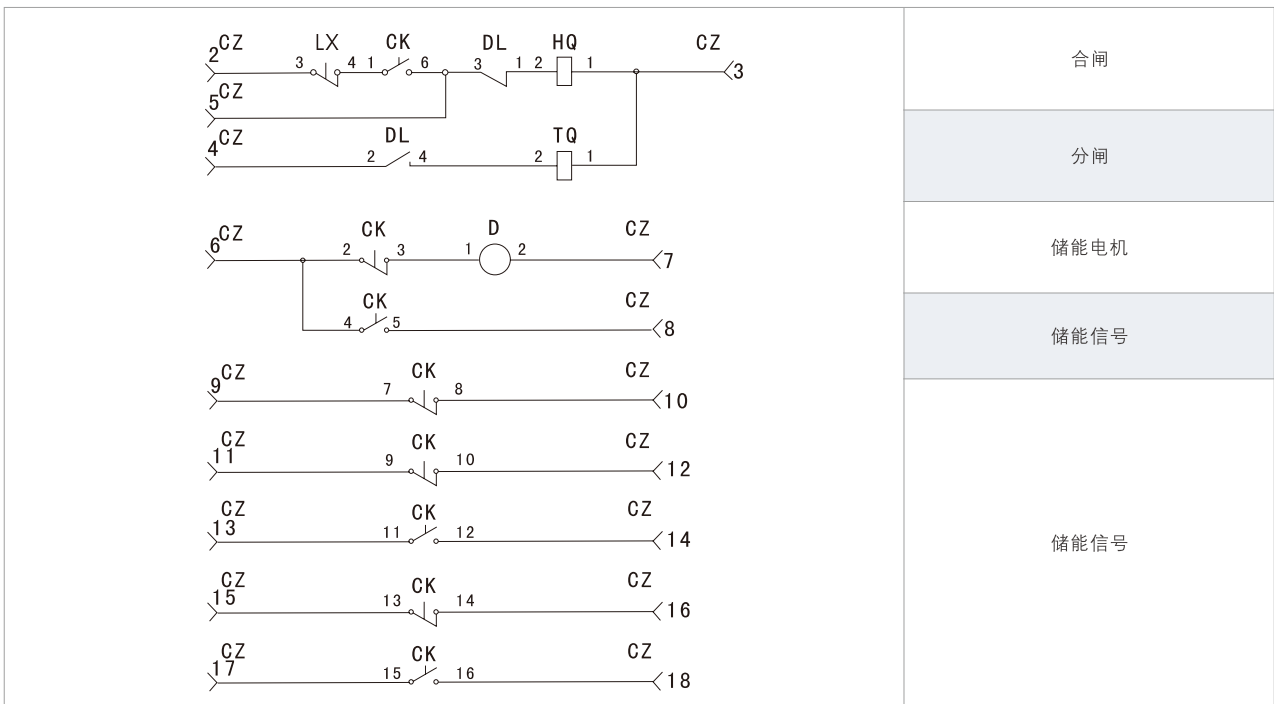 CZ LX CK DL HQ CZ
2 3 4 1 6 3 1 2 1 3
合闸
CZ
5
CZ DL TQ
4 2 4 2 1
分闸
CZ CK D CZ
6 2 3 1 2 7
储能电机
CK CZ
4 5 8
储能信号
CZ CK CZ
9 7 8 10
CZ CK CZ
11 9 10 12
CZ CK CZ
13 11 12 14
储能信号
CZ CK CZ
15 13 14 16
CZ CK CZ
17 15 16 18